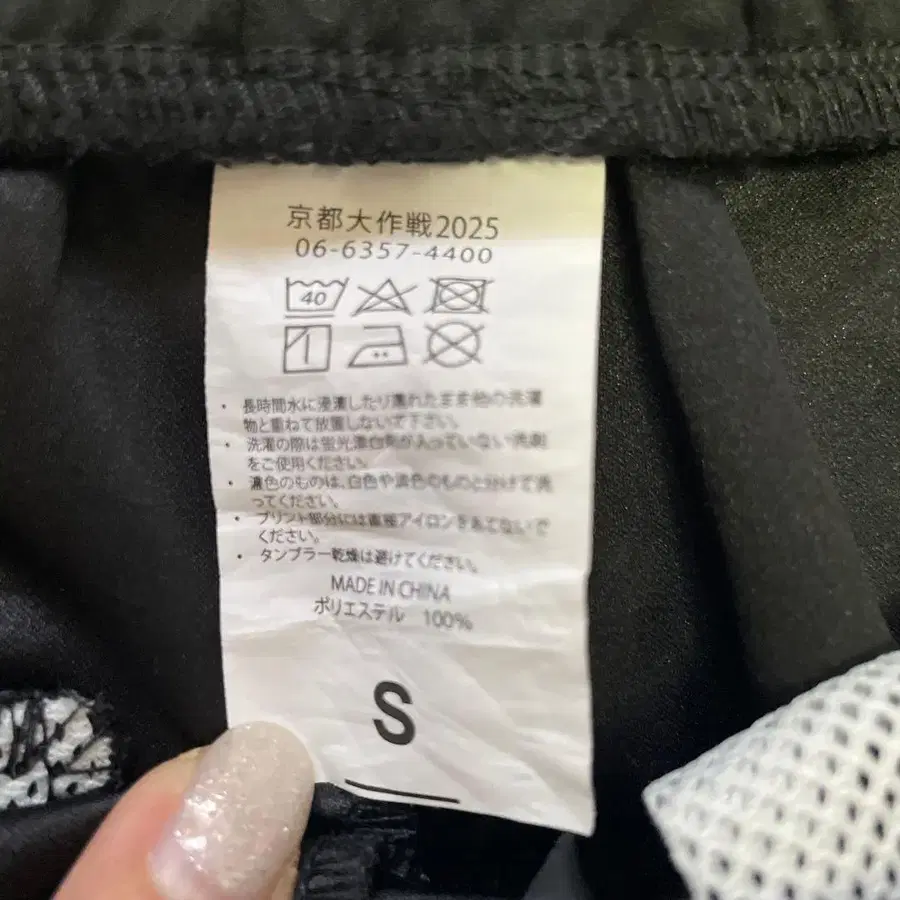 京都大作戦2025
06-6357-4400
40
・ 長時間水に浸漬したり濡れたまま他の洗濯
物と重ねて放置しないで下さい。
・ 洗濯の際は蛍光漂白剤が入っていない洗剤
をご使用ください。
・ 濃色のものは、白色や淡色のものと分けて洗
ってください。
・ プリント部分には直接アイロンをあてないで
ください。
・ タンブラー乾燥は避けてください。
MADE IN CHINA
ポリエステル 100%
S